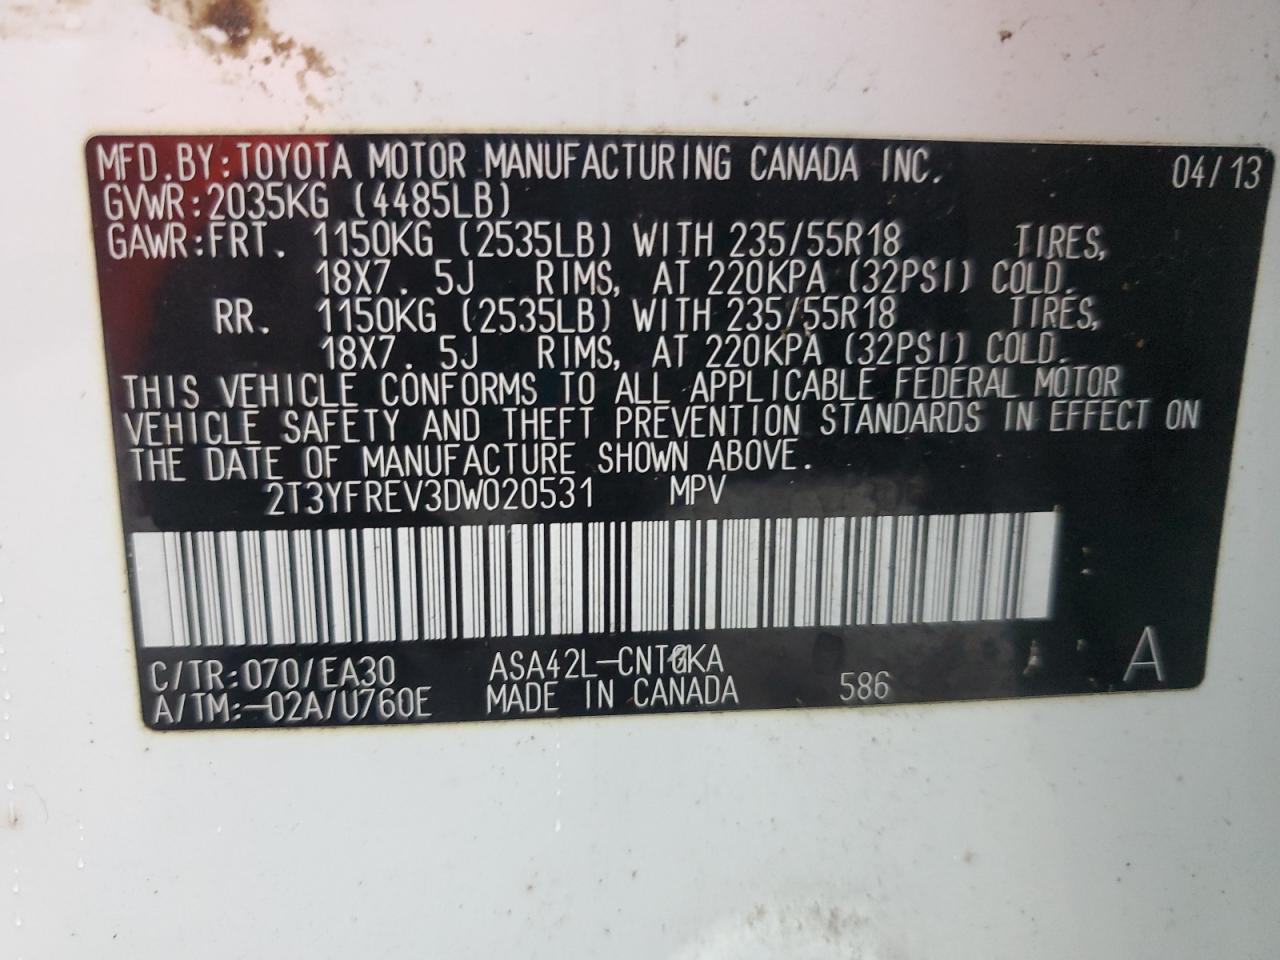 MFD.BY:TOYOTA MOTOR MANUFACTURING CANADA INC. 04/13
GVWR:2035KG (4485LB)
GAWR:FRT. 1150KG (2535LB) WITH 235/55R18 TIRES,
18X7.5J RIMS, AT 220KPA (32PSI) COLD.
RR. 1150KG (2535LB) WITH 235/55R18 TIRES,
18X7.5J RIMS, AT 220KPA (32PSI) COLD.
THIS VEHICLE CONFORMS TO ALL APPLICABLE FEDERAL MOTOR
VEHICLE SAFETY AND THEFT PREVENTION STANDARDS IN EFFECT ON
THE DATE OF MANUFACTURE SHOWN ABOVE.
2T3YFREV3DW020531 MPV
C/TR:070/EA30
A/TM:-02A/U760E
MADE IN CANADA 586 A